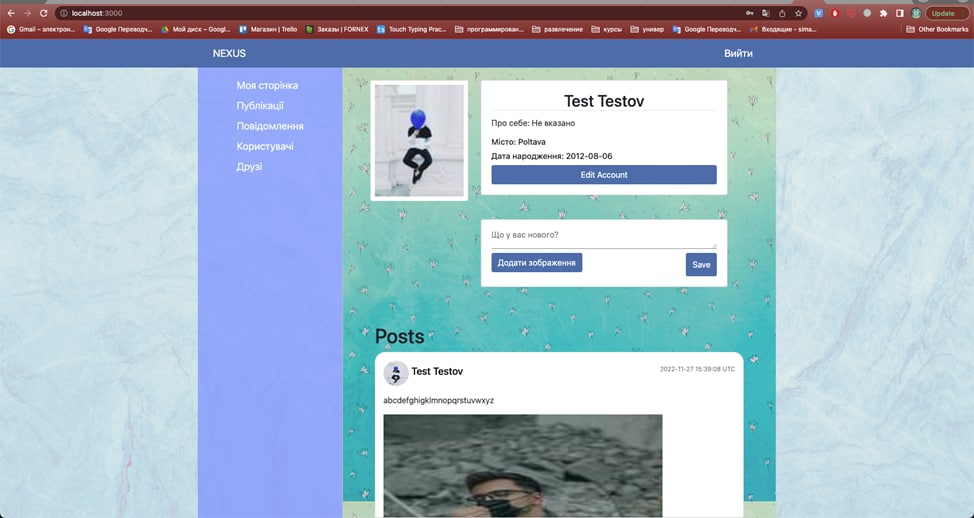 localhost:3000
Update
Gmail – электрон...
Google Переводч...
Мой диск – Googl...
Магазин | Trello
Заказы | FORNEX
Touch Typing Prac...
программирован...
развлечение
курсы
универ
Google Переводч...
Входящие - sima...
Other Bookmarks
NEXUS
Вийти
Моя сторінка
Публікації
Повідомлення
Користувачі
Друзі
Test Testov
Про себе: Не вказано
Місто: Poltava
Дата народження: 2012-08-06
Edit Account
Що у вас нового?
Додати зображення
Save
Posts
Test Testov
2022-11-27 15:39:08 UTC
abcdefghigklmnopqrstuvwxyz